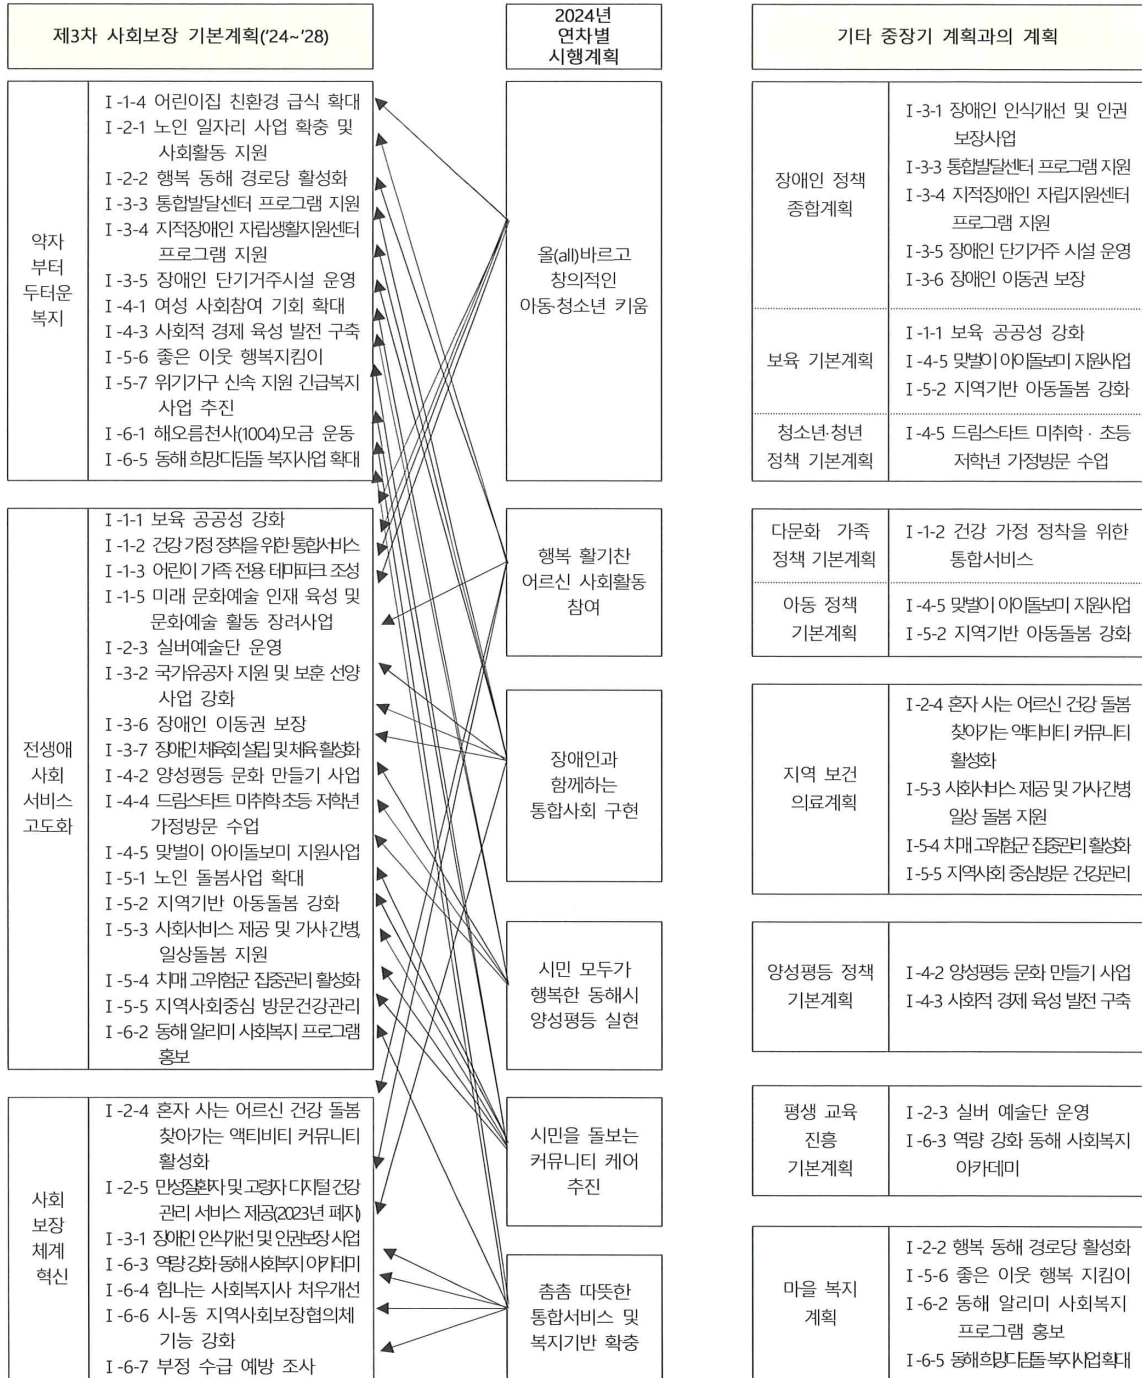 제3차 사회보장 기본계획('24~'28)
약자
부터
두터운
복지
Ⅰ-1-4 어린이집 친환경 급식 확대
Ⅰ-2-1 노인 일자리 사업 확충 및
사회활동 지원
Ⅰ-2-2 행복 동해 경로당 활성화
Ⅰ-3-3 통합발달센터 프로그램 지원
Ⅰ-3-4 지적장애인 자립생활지원센터
프로그램 지원
Ⅰ-3-5 장애인 단기거주시설 운영
Ⅰ-4-1 여성 사회참여 기회 확대
Ⅰ-4-3 사회적 경제 육성 발전 구축
Ⅰ-5-6 좋은 이웃 행복지킴이
Ⅰ-5-7 위기가구 신속 지원 긴급복지
사업 추진
Ⅰ-6-1 해오름천사(1004)모금 운동
Ⅰ-6-5 동해 희망디딤돌 복지사업 확대
전생애
사회
서비스
고도화
Ⅰ-1-1 보육 공공성 강화
Ⅰ-1-2 건강 가정 정착을 위한 통합서비스
Ⅰ-1-3 어린이 가족 전용 테마파크 조성
Ⅰ-1-5 미래 문화예술 인재 육성 및
문화예술 활동 장려사업
Ⅰ-2-3 실버예술단 운영
Ⅰ-3-2 국가유공자 지원 및 보훈 선양
사업 강화
Ⅰ-3-6 장애인 이동권 보장
Ⅰ-3-7 장애인체육회 설립 및 체육 활성화
Ⅰ-4-2 양성평등 문화 만들기 사업
Ⅰ-4-4 드림스타트 미취학·초등 저학년
가정방문 수업
Ⅰ-4-5 맞벌이 아이돌보미 지원사업
Ⅰ-5-1 노인 돌봄사업 확대
Ⅰ-5-2 지역기반 아동돌봄 강화
Ⅰ-5-3 사회서비스 제공 및 가사·간병,
일상돌봄 지원
Ⅰ-5-4 치매 고위험군 집중관리 활성화
Ⅰ-5-5 지역사회중심 방문건강관리
Ⅰ-6-2 동해 알리미 사회복지 프로그램
홍보
사회
보장
체계
혁신
Ⅰ-2-4 혼자 사는 어르신 건강 돌봄
찾아가는 액티비티 커뮤니티
활성화
Ⅰ-2-5 만성질환자 및 고령자 디지털 건강
관리 서비스 제공(2023년 폐지)
Ⅰ-3-1 장애인 인식개선 및 인권보장 사업
Ⅰ-6-3 역량 강화 동해 사회복지 아카데미
Ⅰ-6-4 힘나는 사회복지사 처우개선
Ⅰ-6-6 시-동 지역사회보장협의체
기능 강화
Ⅰ-6-7 부정 수급 예방 조사
2024년
연차별
시행계획
올(all)바르고
창의적인
아동·청소년 키움
행복 활기찬
어르신 사회활동
참여
장애인과
함께하는
통합사회 구현
시민 모두가
행복한 동해시
양성평등 실현
시민을 돌보는
커뮤니티 케어
추진
촘촘 따뜻한
통합서비스 및
복지기반 확충
기타 중장기 계획과의 계획
장애인 정책
종합계획
Ⅰ-3-1 장애인 인식개선 및 인권
보장사업
Ⅰ-3-3 통합발달센터 프로그램 지원
Ⅰ-3-4 지적장애인 자립지원센터
프로그램 지원
Ⅰ-3-5 장애인 단기거주 시설 운영
Ⅰ-3-6 장애인 이동권 보장
보육 기본계획
Ⅰ-1-1 보육 공공성 강화
Ⅰ-4-5 맞벌이 아이돌보미 지원사업
Ⅰ-5-2 지역기반 아동돌봄 강화
청소년·청년
정책 기본계획
Ⅰ-4-5 드림스타트 미취학 · 초등
저학년 가정방문 수업
다문화 가족
정책 기본계획
Ⅰ-1-2 건강 가정 정착을 위한
통합서비스
아동 정책
기본계획
Ⅰ-4-5 맞벌이 아이돌보미 지원사업
Ⅰ-5-2 지역기반 아동돌봄 강화
지역 보건
의료계획
Ⅰ-2-4 혼자 사는 어르신 건강 돌봄
찾아가는 액티비티 커뮤니티
활성화
Ⅰ-5-3 사회서비스 제공 및 가사·간병,
일상 돌봄 지원
Ⅰ-5-4 치매 고위험군 집중관리 활성화
Ⅰ-5-5 지역사회 중심방문 건강관리
양성평등 정책
기본계획
Ⅰ-4-2 양성평등 문화 만들기 사업
Ⅰ-4-3 사회적 경제 육성 발전 구축
평생 교육
진흥
기본계획
Ⅰ-2-3 실버 예술단 운영
Ⅰ-6-3 역량 강화 동해 사회복지
아카데미
마을 복지
계획
Ⅰ-2-2 행복 동해 경로당 활성화
Ⅰ-5-6 좋은 이웃 행복 지킴이
Ⅰ-6-2 동해 알리미 사회복지
프로그램 홍보
Ⅰ-6-5 동해 희망디딤돌 복지사업 확대